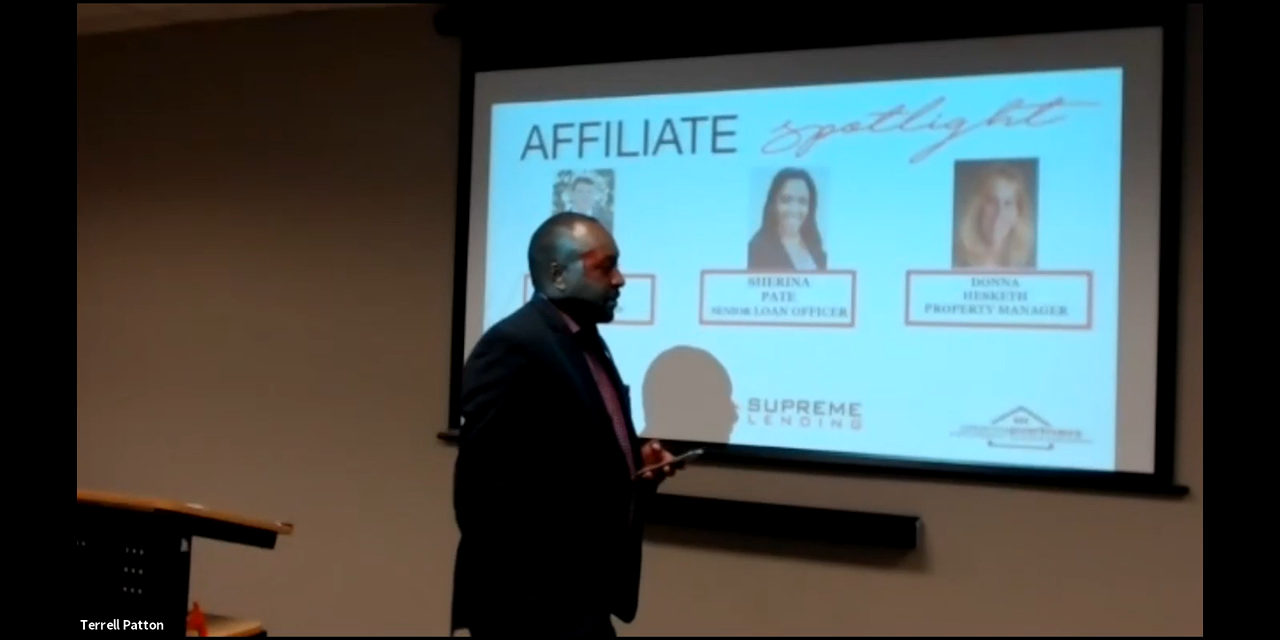 AFFILIATE spotlight
SHERINA
PATE
SENIOR LOAN OFFICER
DONNA
HESKETH
PROPERTY MANAGER
SUPREME
LENDING
Terrell Patton